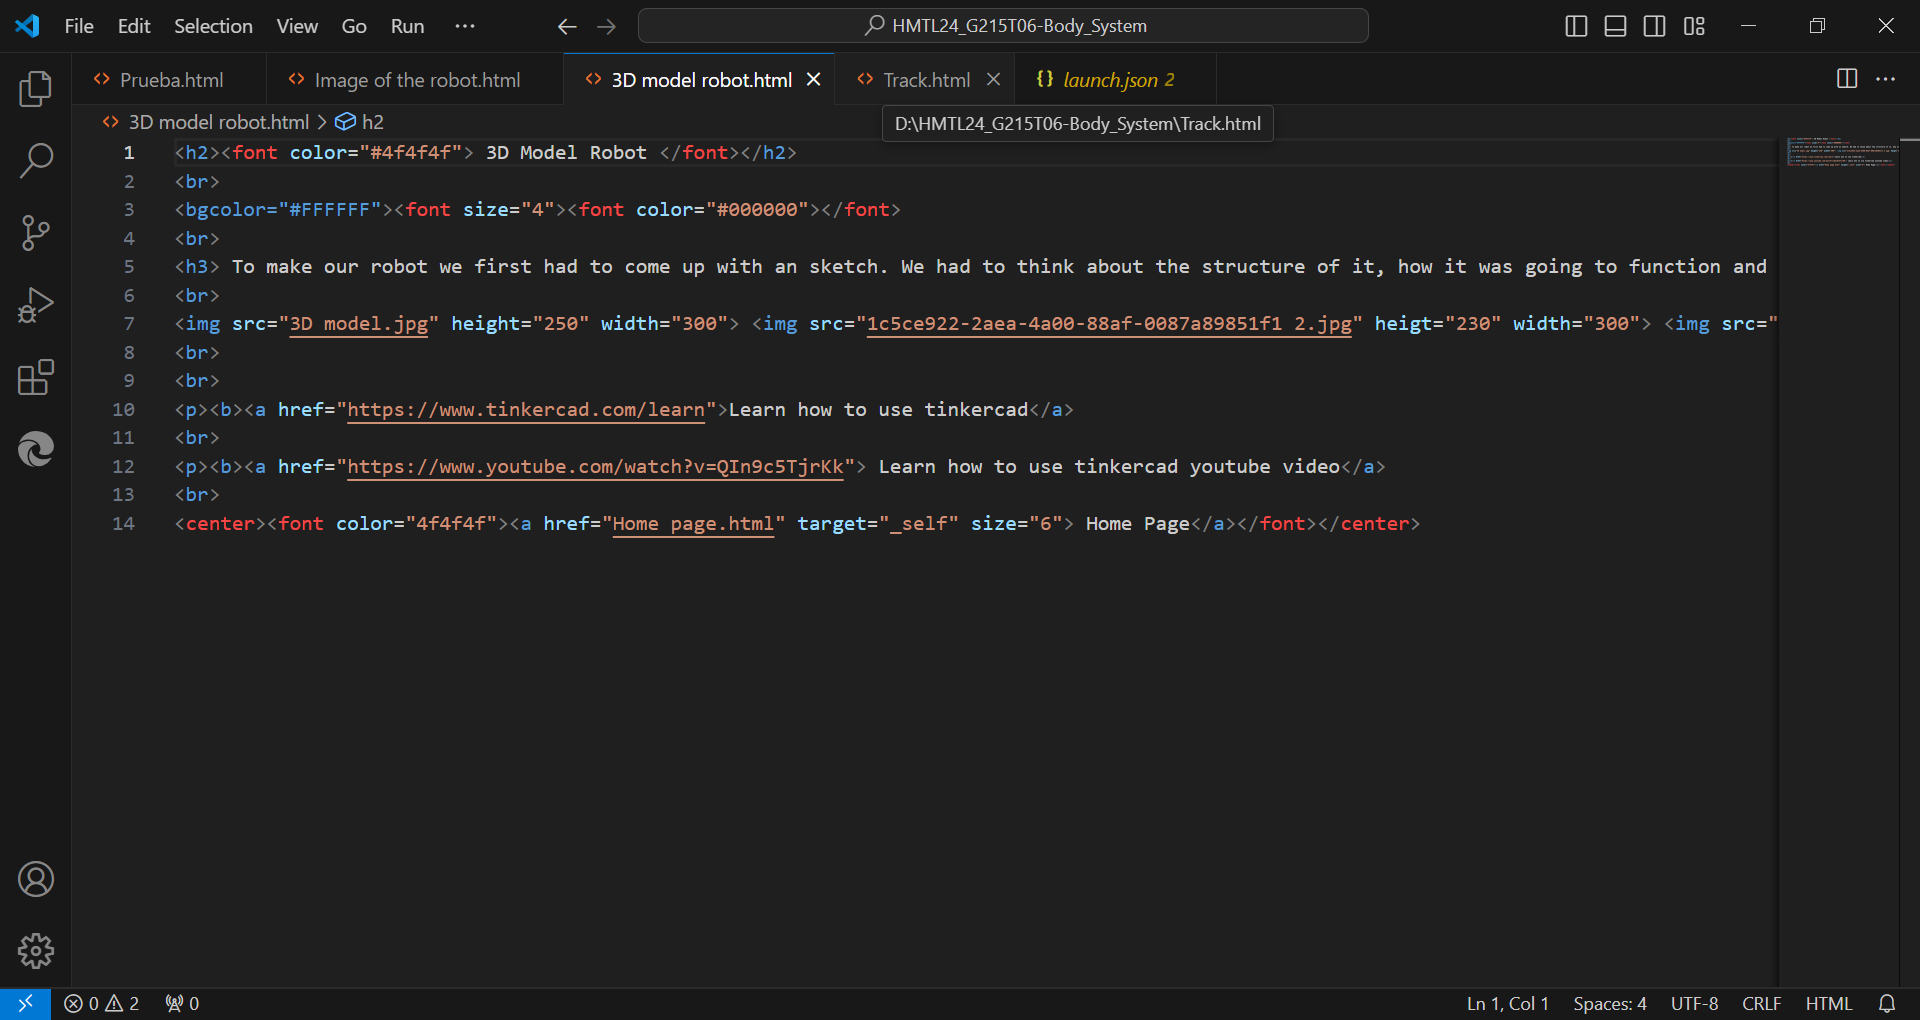 File Edit Selection View Go Run ... HMTL24_G215T06-Body_System
Prueba.html Image of the robot.html 3D model robot.html Track.html {} launch.json 2
3D model robot.html > h2
D:\HMTL24_G215T06-Body_System\Track.html
1 <h2><font color="#4f4f4f"> 3D Model Robot </font></h2>
2 <br>
3 <bgcolor="#FFFFFF"><font size="4"><font color="#000000"></font>
4 <br>
5 <h3> To make our robot we first had to come up with an sketch. We had to think about the structure of it, how it was going to function and
6 <br>
7 <img src="3D model.jpg" height="250" width="300"> <img src="1c5ce922-2aea-4a00-88af-0087a89851f1 2.jpg" heigt="230" width="300"> <img src="
8 <br>
9 <br>
10 <p><b><a href="https://www.tinkercad.com/learn">Learn how to use tinkercad</a>
11 <br>
12 <p><b><a href="https://www.youtube.com/watch?v=QIn9c5TjrKk"> Learn how to use tinkercad youtube video</a>
13 <br>
14 <center><font color="4f4f4f"><a href="Home page.html" target="_self" size="6"> Home Page</a></font></center>
0 2 0 Ln 1, Col 1 Spaces: 4 UTF-8 CRLF HTML